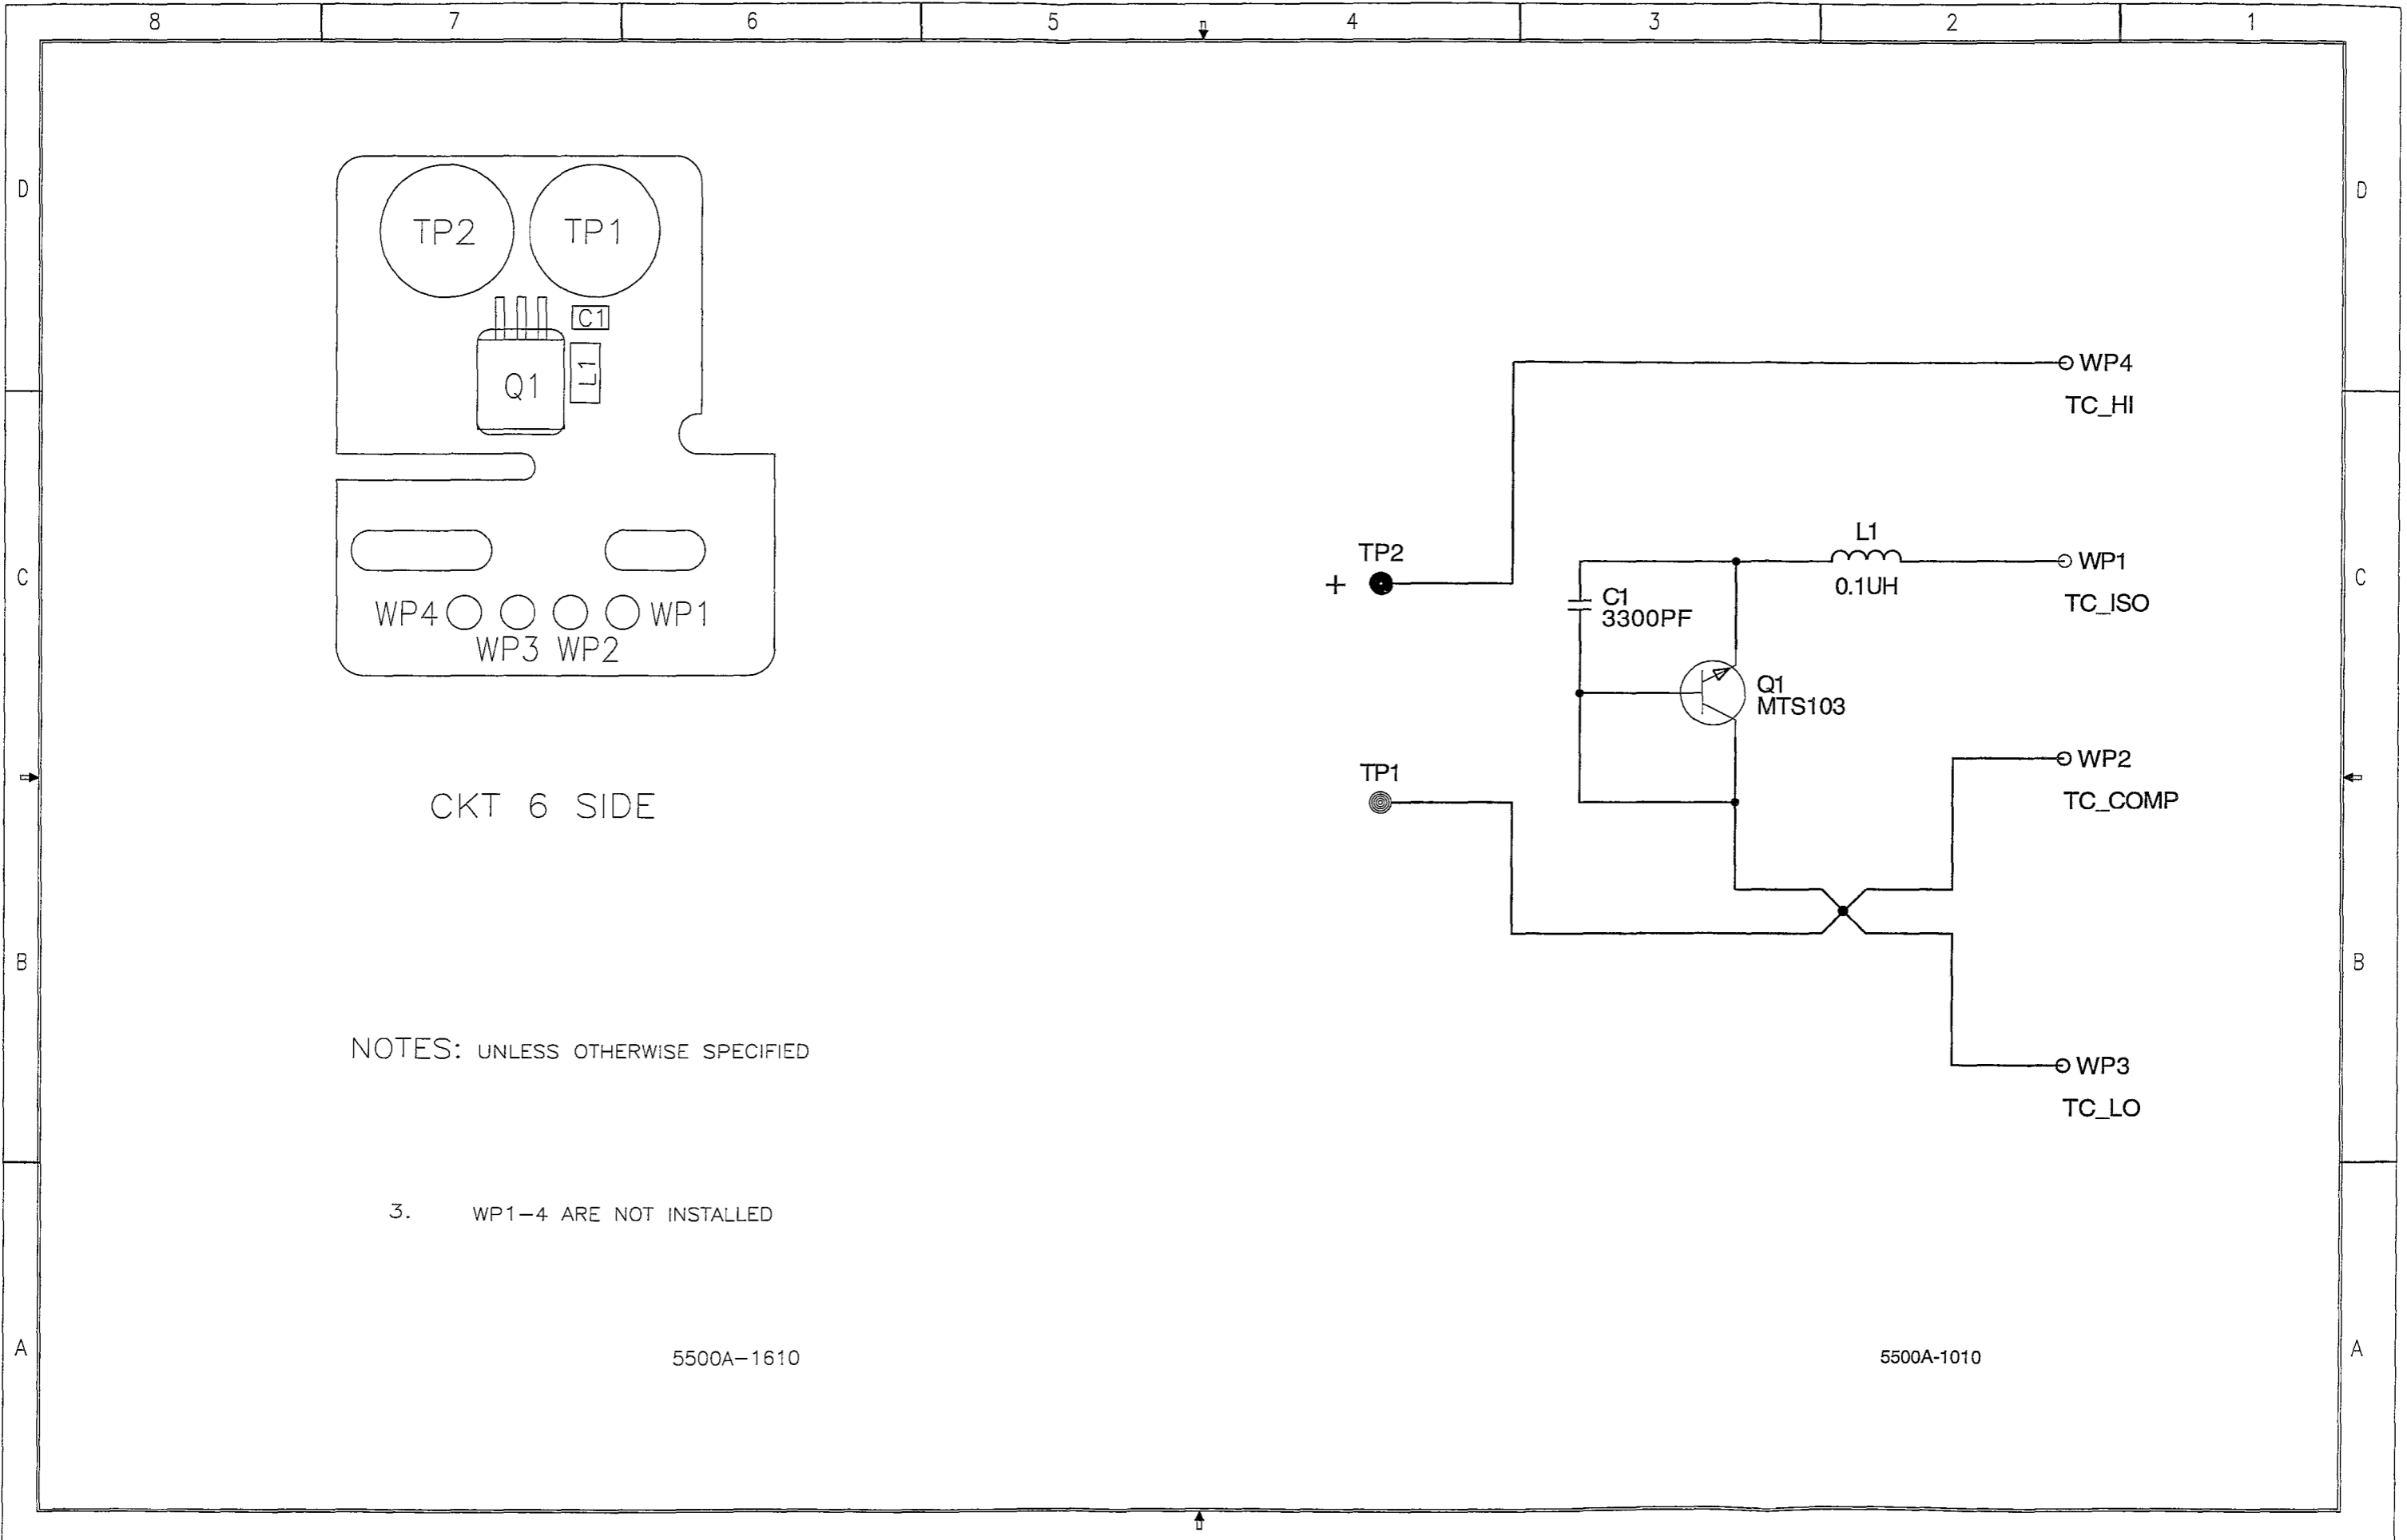 8 7 6 5 4 3 2 1
D
D
TP2 TP1
C1
L1
Q1
WP4
TC_HI
C
C
L1
0.1UH
WP1
TC_ISO
TP2
+
C1
3300PF
WP4 WP1
WP3 WP2
Q1
MTS103
WP2
TC_COMP
TP1
CKT 6 SIDE
B
B
NOTES: UNLESS OTHERWISE SPECIFIED
WP3
TC_LO
3. WP1-4 ARE NOT INSTALLED
A
A
5500A-1610
5500A-1010